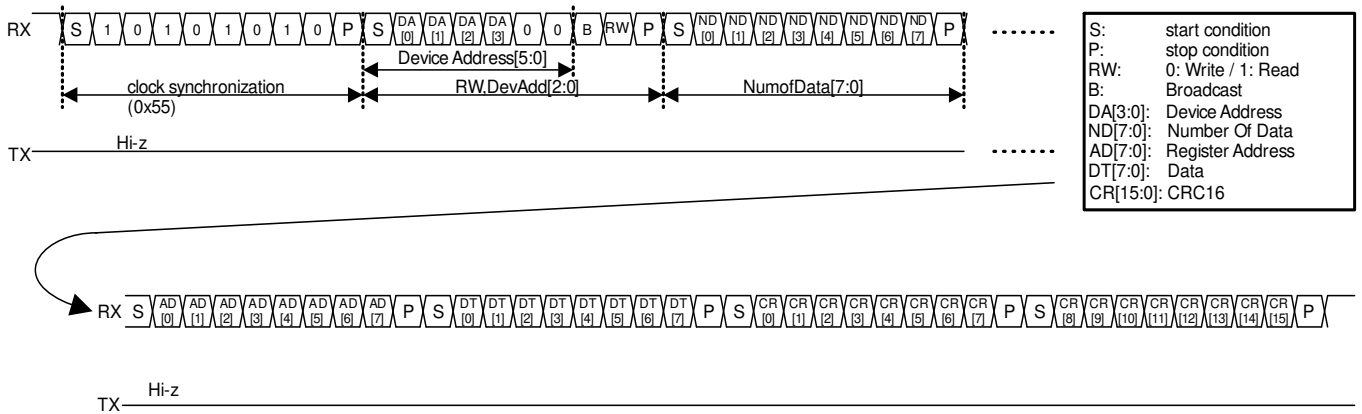 RX S 1 0 1 0 1 0 1 0 P S DA [0] DA [1] DA [2] DA [3] 0 0 B RW P S ND [0] ND [1] ND [2] ND [3] ND [4] ND [5] ND [6] ND [7] P
Device Address[5:0]
clock synchronization
(0x55)
RW,DevAdd[2:0]
NumofData[7:0]
TX Hi-z
S: start condition
P: stop condition
RW: 0: Write / 1: Read
B: Broadcast
DA[3:0]: Device Address
ND[7:0]: Number Of Data
AD[7:0]: Register Address
DT[7:0]: Data
CR[15:0]: CRC16
RX S AD [0] AD [1] AD [2] AD [3] AD [4] AD [5] AD [6] AD [7] P S DT [0] DT [1] DT [2] DT [3] DT [4] DT [5] DT [6] DT [7] P S CR [0] CR [1] CR [2] CR [3] CR [4] CR [5] CR [6] CR [7] P S CR [8] CR [9] CR [10] CR [11] CR [12] CR [13] CR [14] CR [15] P
TX Hi-z